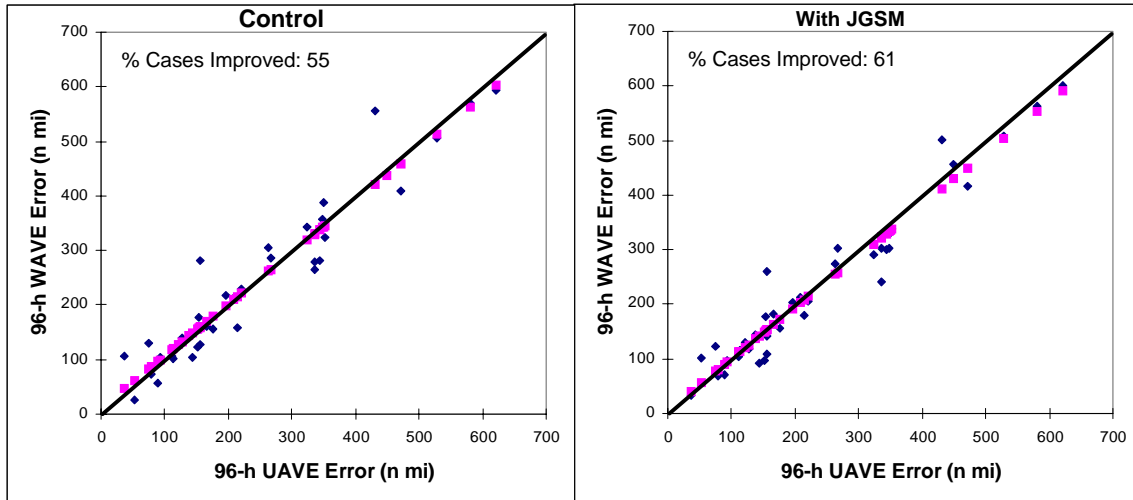 Control
% Cases Improved: 55
96-h WAVE Error (n mi)
700
600
500
400
300
200
100
0
0 100 200 300 400 500 600 700
96-h UAVE Error (n mi)
With JGSM
% Cases Improved: 61
96-h WAVE Error (n mi)
700
600
500
400
300
200
100
0
0 100 200 300 400 500 600 700
96-h UAVE Error (n mi)